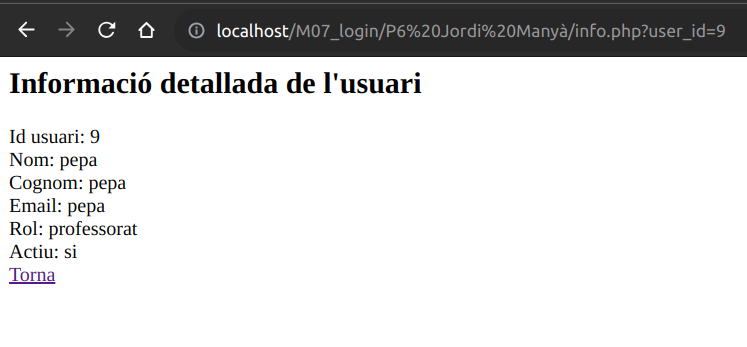 localhost/M07_login/P6%20Jordi%20Manyà/info.php?user_id=9
Informació detallada de l'usuari
Id usuari: 9
Nom: pepa
Cognom: pepa
Email: pepa
Rol: professorat
Actiu: si
Torna